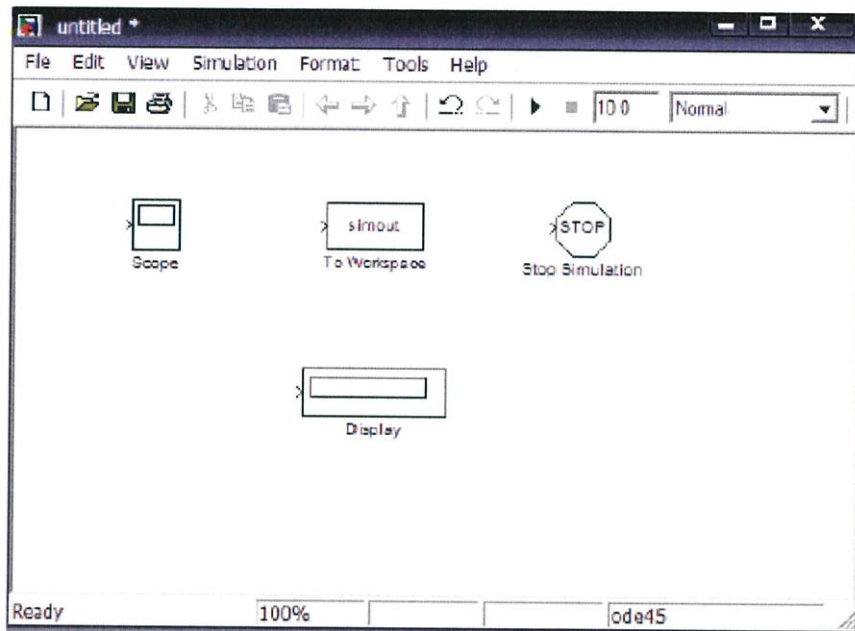 untitled *
File Edit View Simulation Format Tools Help
10.0 Normal
simout STOP
Scope To Workspace Stop Simulation
Display
Ready 100% ode45